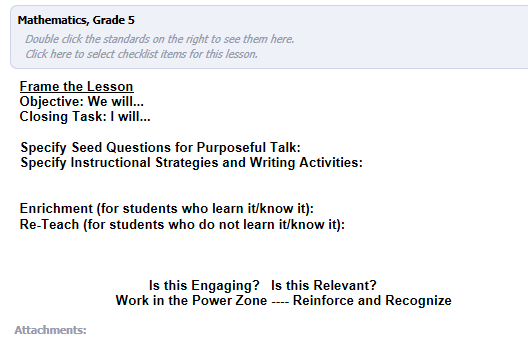 Mathematics, Grade 5
Double click the standards on the right to see them here.
Click here to select checklist items for this lesson.
Frame the Lesson
Objective: We will...
Closing Task: I will...
Specify Seed Questions for Purposeful Talk:
Specify Instructional Strategies and Writing Activities:
Enrichment (for students who learn it/know it):
Re-Teach (for students who do not learn it/know it):
Is this Engaging? Is this Relevant?
Work in the Power Zone ---- Reinforce and Recognize
Attachments: